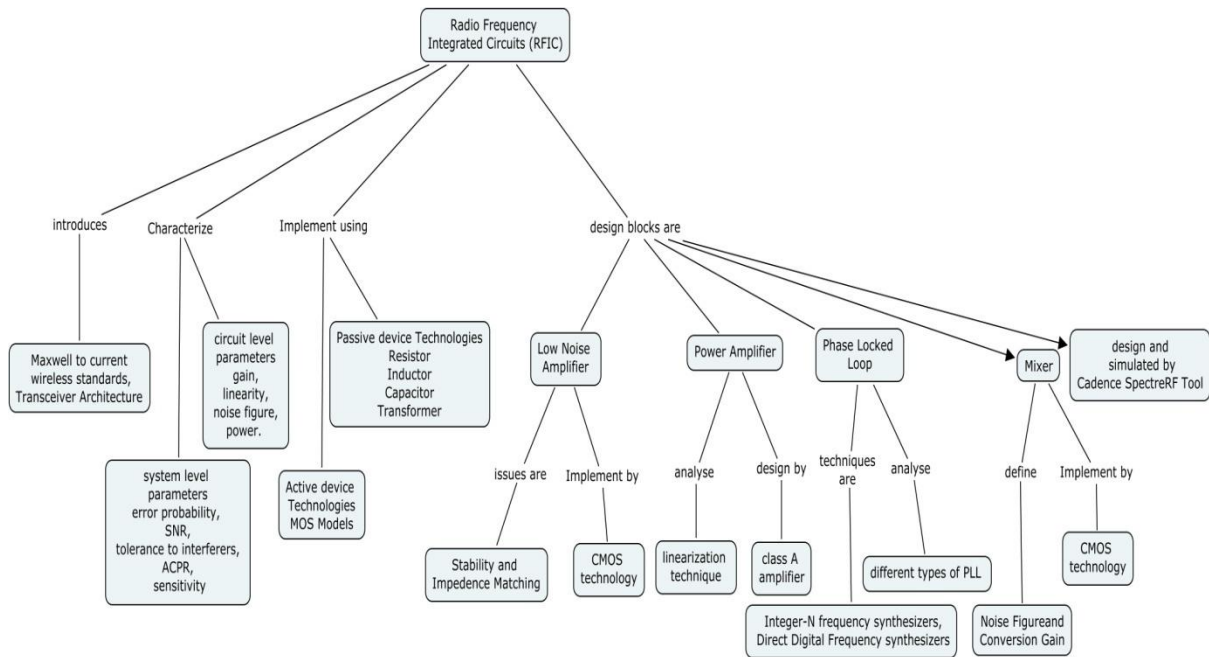 Radio Frequency
Integrated Circuits (RFIC)
introduces
Characterize
Implement using
design blocks are
Maxwell to current
wireless standards,
Transceiver Architecture
circuit level
parameters
gain,
linearity,
noise figure,
power.
system level
parameters
error probability,
SNR,
tolerance to interferers,
ACPR,
sensitivity
Passive device Technologies
Resistor
Inductor
Capacitor
Transformer
Active device
Technologies
MOS Models
Low Noise
Amplifier
Power Amplifier
Phase Locked
Loop
Mixer
design and
simulated by
Cadence SpectreRF Tool
issues are
Implement by
analyse
design by
techniques
are
analyse
define
Implement by
Stability and
Impedence Matching
CMOS
technology
linearization
technique
class A
amplifier
Integer-N frequency synthesizers,
Direct Digital Frequency synthesizers
different types of PLL
Noise Figureand
Conversion Gain
CMOS
technology